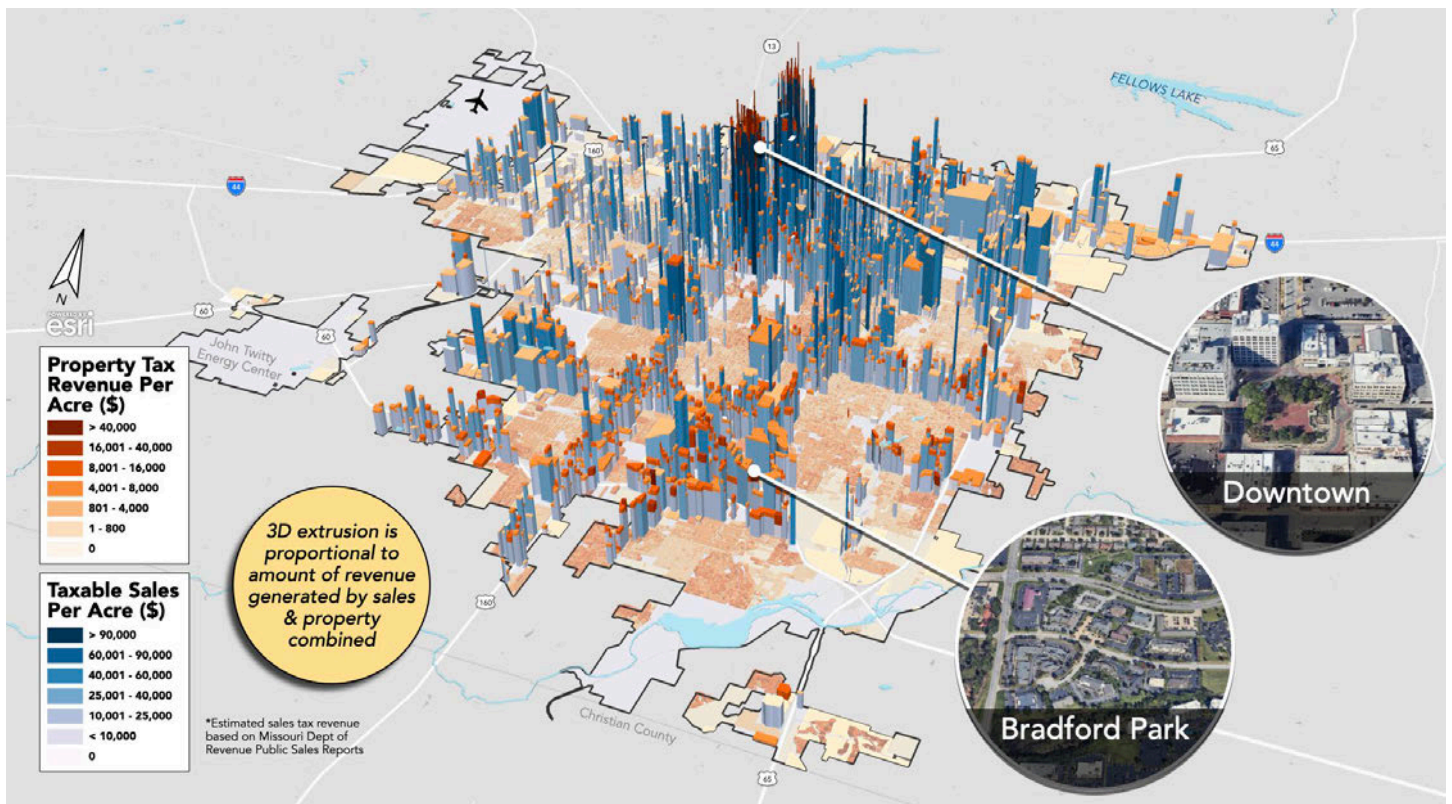 13
FELLOWS LAKE
65
160
44
44
N
POWERED BY
esri
60
60
John Twitty
Energy Center
Property Tax
Revenue Per
Acre ($)
> 40,000
16,001 - 40,000
8,001 - 16,000
4,001 - 8,000
801 - 4,000
1 - 800
0
Taxable Sales
Per Acre ($)
> 90,000
60,001 - 90,000
40,001 - 60,000
25,001 - 40,000
10,001 - 25,000
< 10,000
0
3D extrusion is
proportional to
amount of revenue
generated by sales
& property
combined
*Estimated sales tax revenue
based on Missouri Dept of
Revenue Public Sales Reports
160
Christian County
65
Downtown
Bradford Park